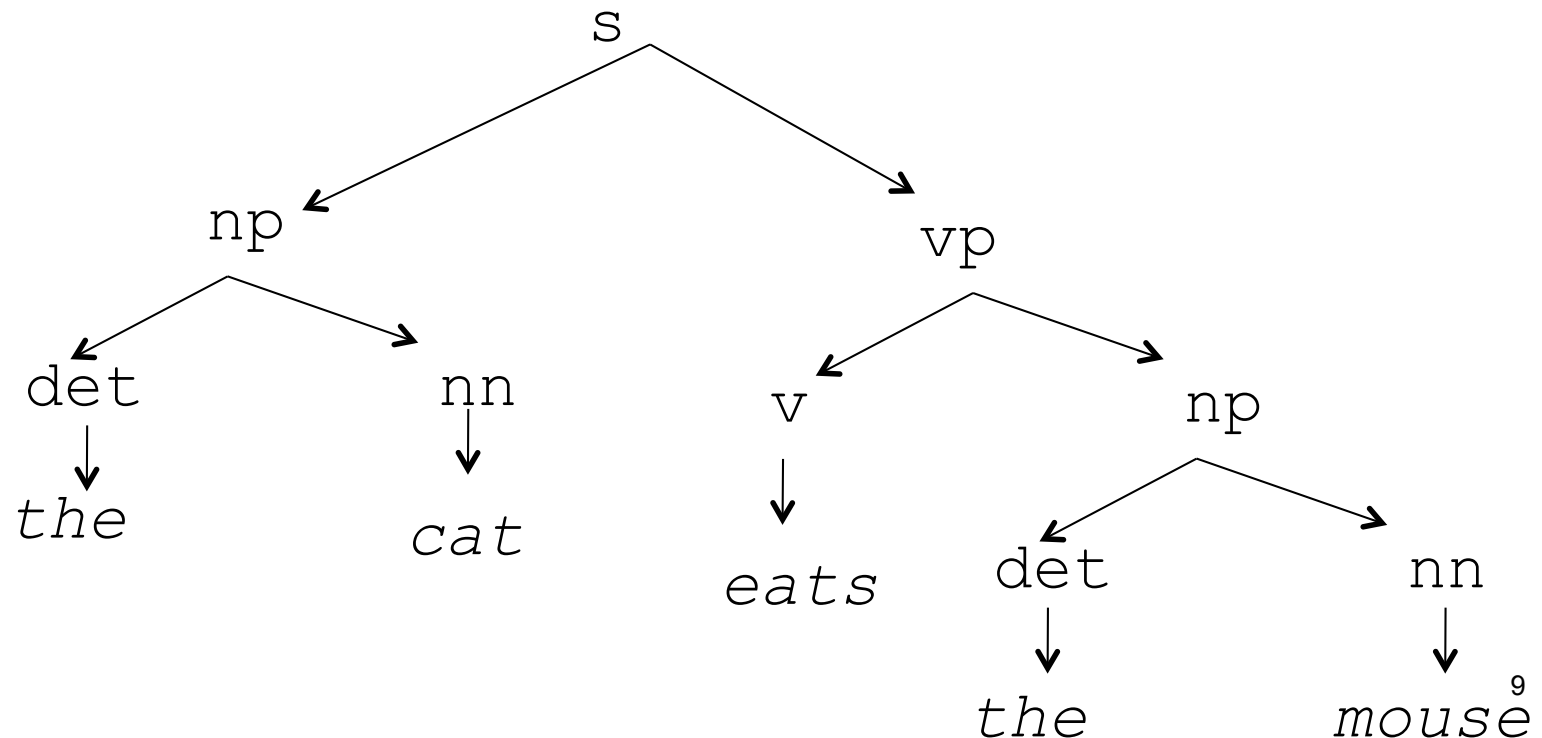 s
np
vp
det
nn
v
np
the
cat
eats
det
nn
the
mouse
9